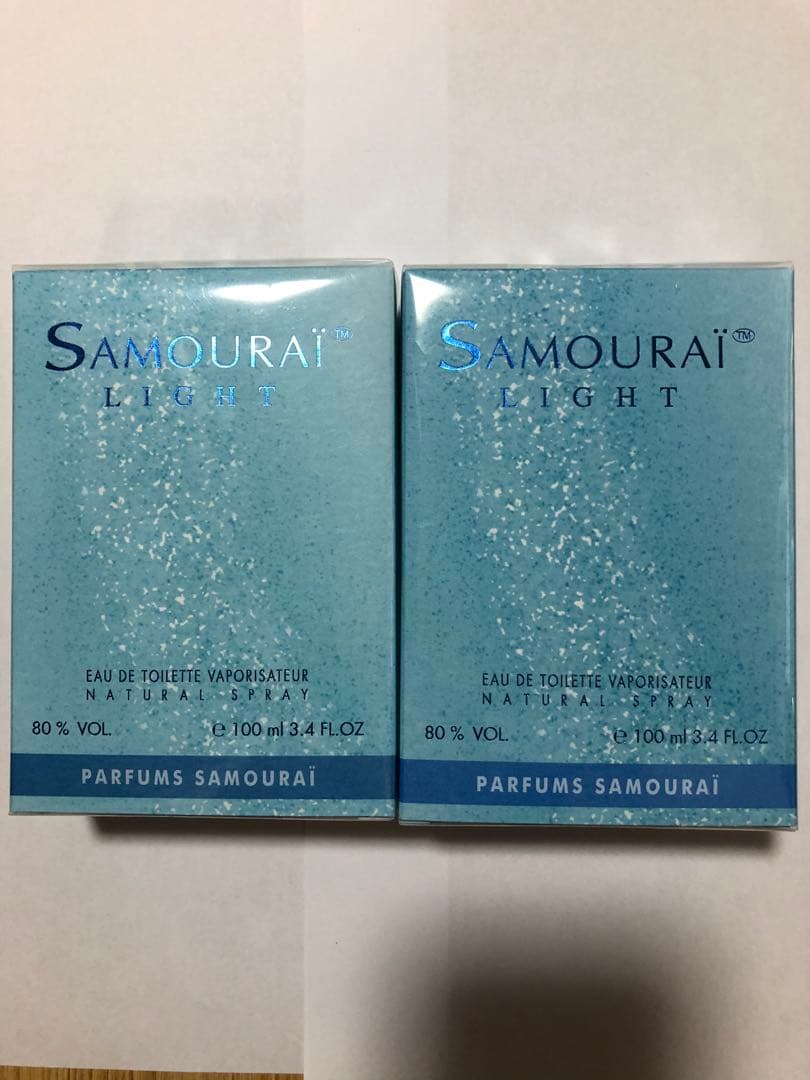 SAMOURAÏ™
LIGHT
EAU DE TOILETTE VAPORISATEUR
NATURAL SPRAY
80 % VOL.
e 100 ml 3.4 FL.OZ
PARFUMS SAMOURAÏ
SAMOURAÏ™
LIGHT
EAU DE TOILETTE VAPORISATEUR
NATURAL SPRAY
80 % VOL.
e 100 ml 3.4 FL.OZ
PARFUMS SAMOURAÏ